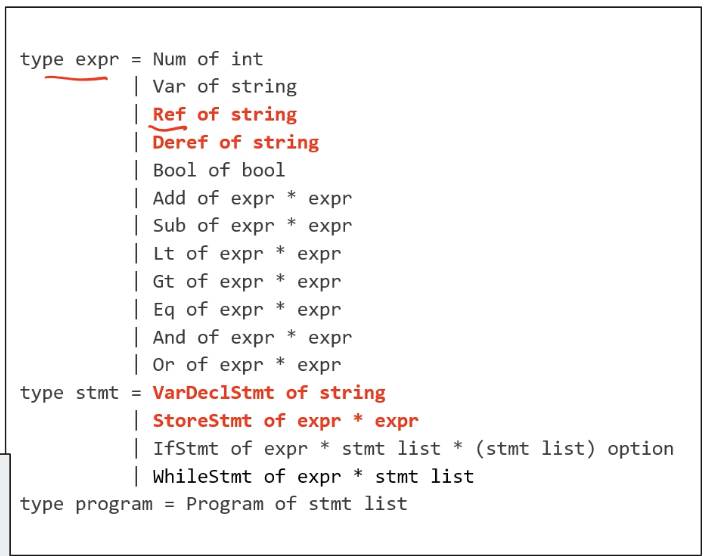 type expr = Num of int
| Var of string
| Ref of string
| Deref of string
| Bool of bool
| Add of expr * expr
| Sub of expr * expr
| Lt of expr * expr
| Gt of expr * expr
| Eq of expr * expr
| And of expr * expr
| Or of expr * expr
type stmt = VarDeclStmt of string
| StoreStmt of expr * expr
| IfStmt of expr * stmt list * (stmt list) option
| WhileStmt of expr * stmt list
type program = Program of stmt list